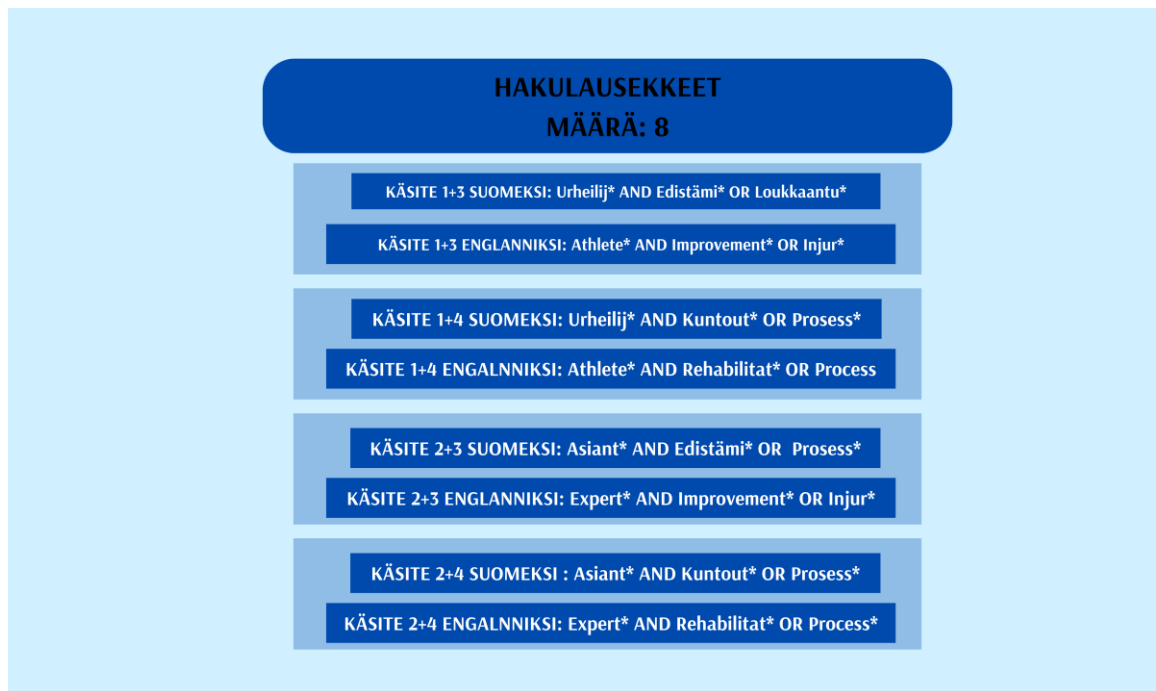 HAKULAUSEKKEET
MÄÄRÄ: 8
KÄSITE 1+3 SUOMEKSI: Urheilij* AND Edistämi* OR Loukkaantu*
KÄSITE 1+3 ENGLANNIKSI: Athlete* AND Improvement* OR Injur*
KÄSITE 1+4 SUOMEKSI: Urheilij* AND Kuntout* OR Prosess*
KÄSITE 1+4 ENGALNNIKSI: Athlete* AND Rehabilitat* OR Process
KÄSITE 2+3 SUOMEKSI: Asiant* AND Edistämi* OR Prosess*
KÄSITE 2+3 ENGLANNIKSI: Expert* AND Improvement* OR Injur*
KÄSITE 2+4 SUOMEKSI : Asiant* AND Kuntout* OR Prosess*
KÄSITE 2+4 ENGALNNIKSI: Expert* AND Rehabilitat* OR Process*